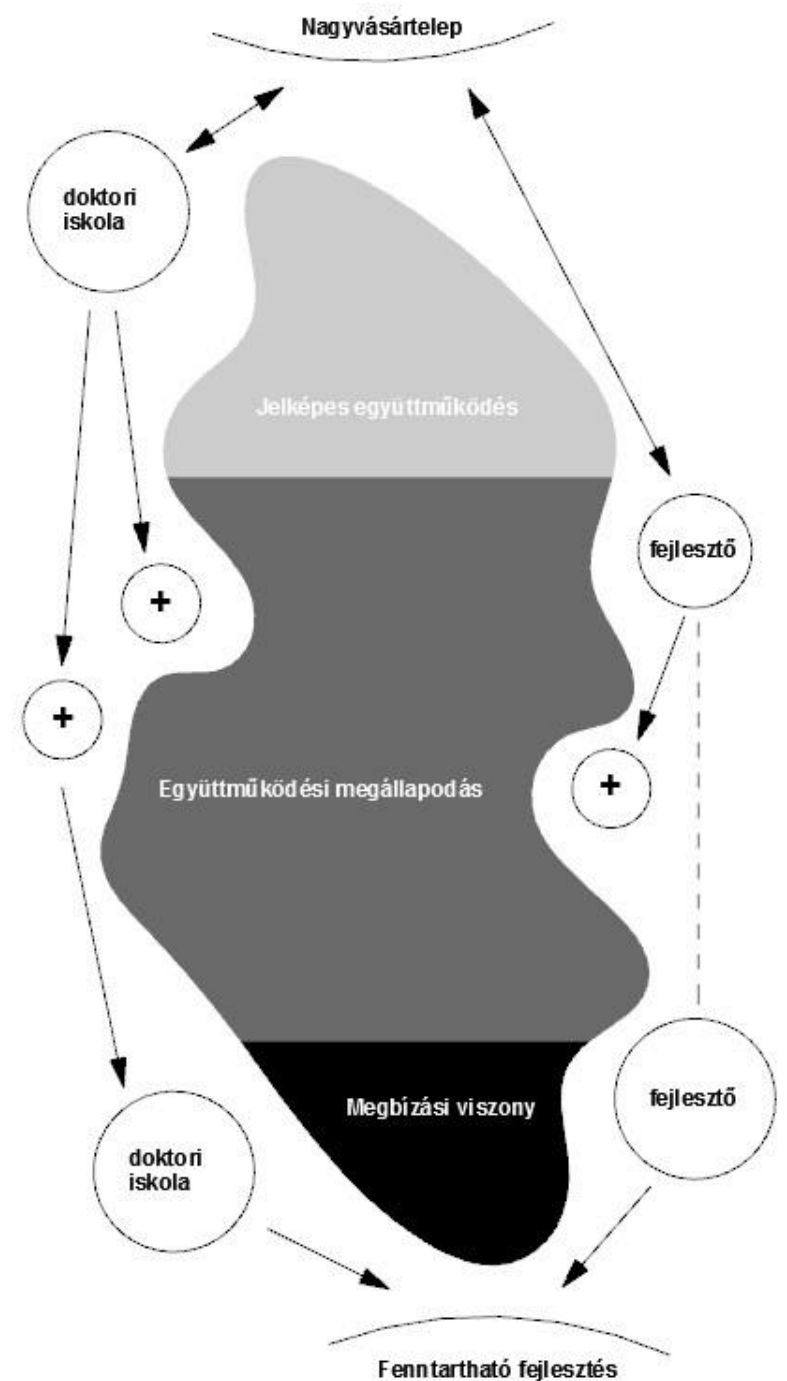 Nagyvásártelep
doktori
iskola
Jelképes együttműködés
fejlesztő
+
+
+
Együttműködési megállapodás
Megbízási viszony
fejlesztő
doktori
iskola
Fenntartható fejlesztés